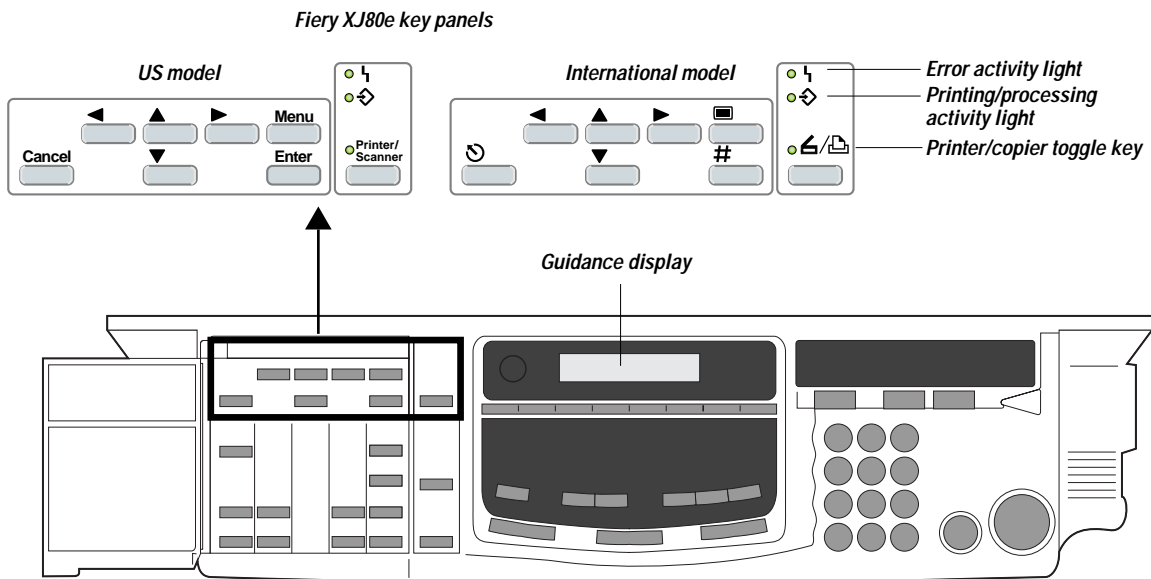 Fiery XJ80e key panels
US model
International model
Error activity light
Printing/processing
activity light
Printer/copier toggle key
Menu
Cancel
Enter
Printer/
Scanner
#
/
Guidance display